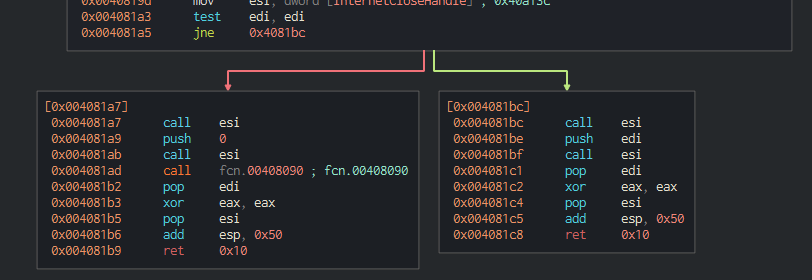 0x0040819d mov esi, dword [InternetCloseHandle] ; 0x40a13c
0x004081a3 test edi, edi
0x004081a5 jne 0x4081bc
[0x004081a7]
0x004081a7 call esi
0x004081a9 push 0
0x004081ab call esi
0x004081ad call fcn.00408090 ; fcn.00408090
0x004081b2 pop edi
0x004081b3 xor eax, eax
0x004081b5 pop esi
0x004081b6 add esp, 0x50
0x004081b9 ret 0x10
[0x004081bc]
0x004081bc call esi
0x004081be push edi
0x004081bf call esi
0x004081c1 pop edi
0x004081c2 xor eax, eax
0x004081c4 pop esi
0x004081c5 add esp, 0x50
0x004081c8 ret 0x10